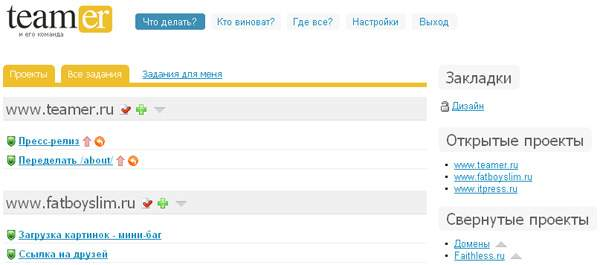 teamer
и его команда
Что делать? Кто виноват? Где все? Настройки Выход
Проекты Все задания Задания для меня
www.teamer.ru
Пресс-релиз
Переделать /about/
www.fatboyslim.ru
Загрузка картинок - мини-баг
Ссылка на друзей
Закладки
Дизайн
Открытые проекты
www.teamer.ru
www.fatboyslim.ru
www.itpress.ru
Свернутые проекты
Домены
Faithless.ru